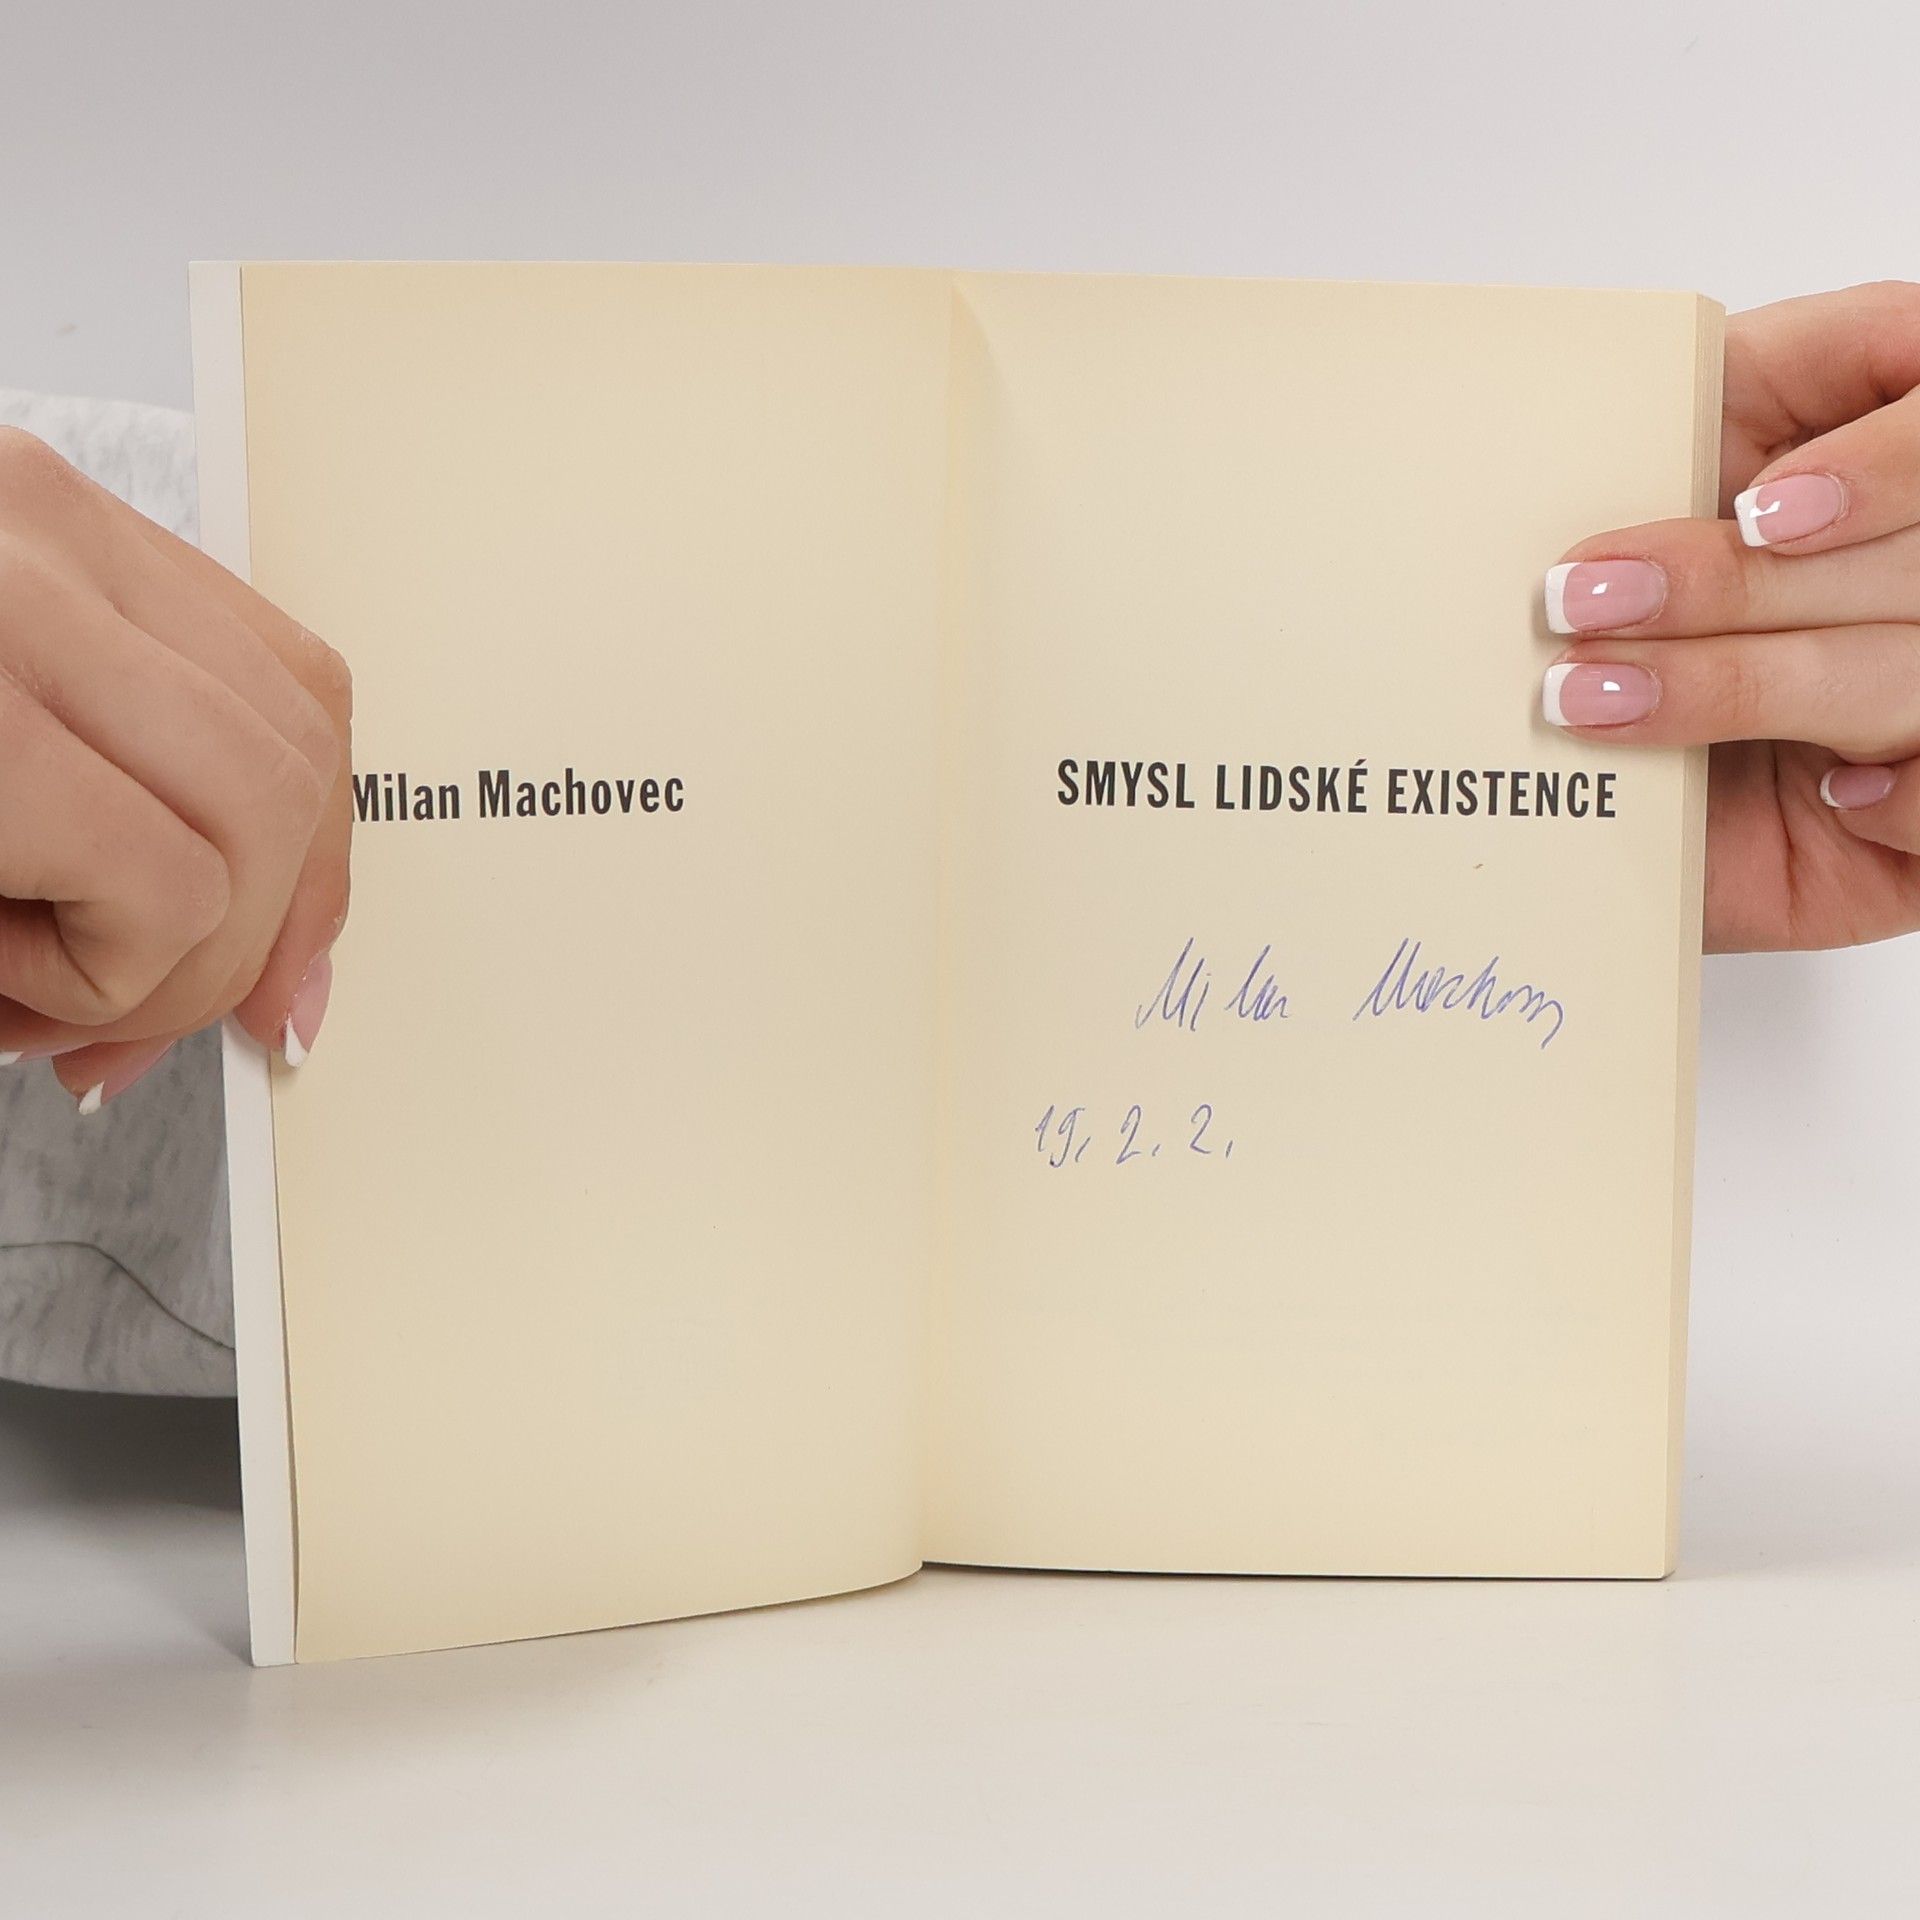 Milan Machovec
SMYSL LIDSKÉ EXISTENCE
Milan Machovec
19. 2. 2.